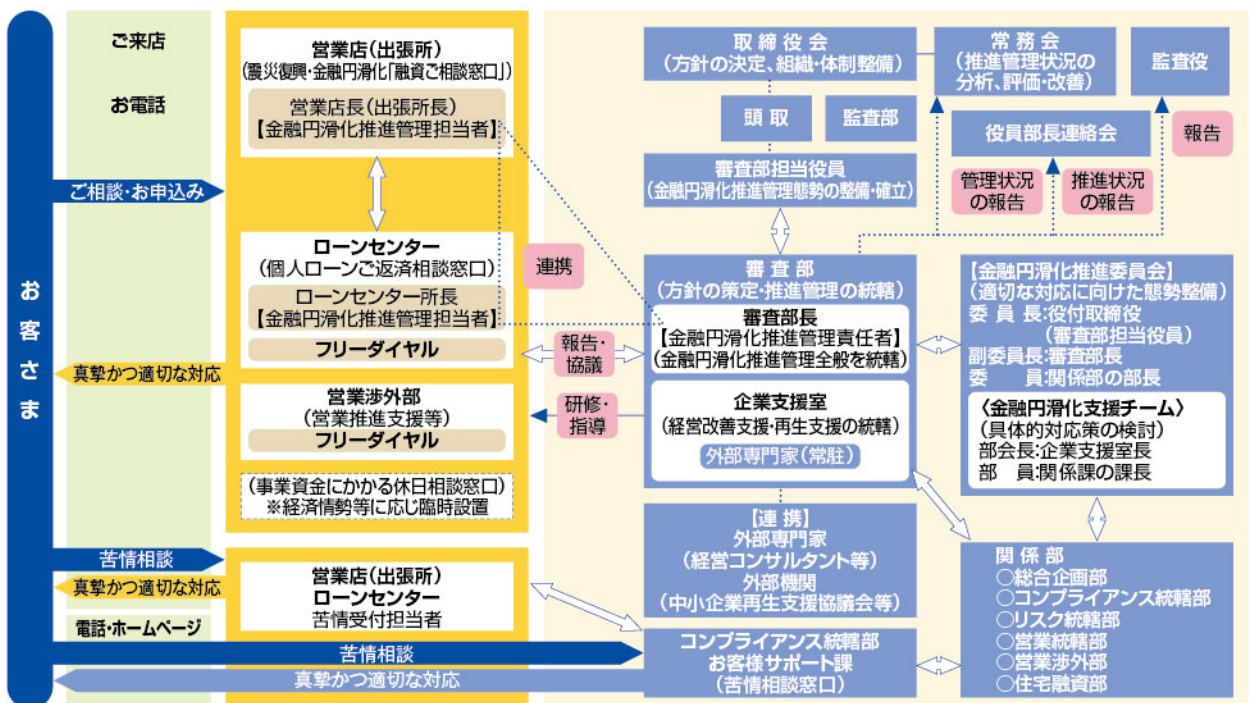 お客さま
ご来店
お電話
ご相談・お申込み
真摯かつ適切な対応
苦情相談
真摯かつ適切な対応
電話・ホームページ
苦情相談
真摯かつ適切な対応
営業店(出張所)
(震災復興・金融円滑化「融資ご相談窓口」)
営業店長(出張所長)
【金融円滑化推進管理担当者】
ローンセンター
(個人ローンご返済相談窓口)
ローンセンター所長
【金融円滑化推進管理担当者】
フリーダイヤル
営業渉外部
(営業推進支援等)
フリーダイヤル
(事業資金にかかる休日相談窓口)
※経済情勢等に応じ臨時設置
営業店(出張所)
ローンセンター
苦情受付担当者
連携
報告・
協議
研修・
指導
取締役会
(方針の決定、組織・体制整備)
常務会
(推進管理状況の
分析、評価・改善)
監査役
頭取
監査部
役員部長連絡会
報告
審査部担当役員
(金融円滑化推進管理態勢の整備・確立)
管理状況
の報告
推進状況
の報告
審査部
(方針の策定・推進管理の統轄)
審査部長
【金融円滑化推進管理責任者】
(金融円滑化推進管理全般を統轄)
企業支援室
(経営改善支援・再生支援の統轄)
外部専門家(常駐)
【金融円滑化推進委員会】
(適切な対応に向けた態勢整備)
委員長:役付取締役
(審査部担当役員)
副委員長:審査部長
委員:関係部の部長
〈金融円滑化支援チーム〉
(具体的対応策の検討)
部会長:企業支援室長
部員:関係課の課長
【連携】
外部専門家
(経営コンサルタント等)
外部機関
(中小企業再生支援協議会等)
コンプライアンス統轄部
お客様サポート課
(苦情相談窓口)
関係部
○総合企画部
○コンプライアンス統轄部
○リスク統轄部
○営業統轄部
○営業渉外部
○住宅融資部